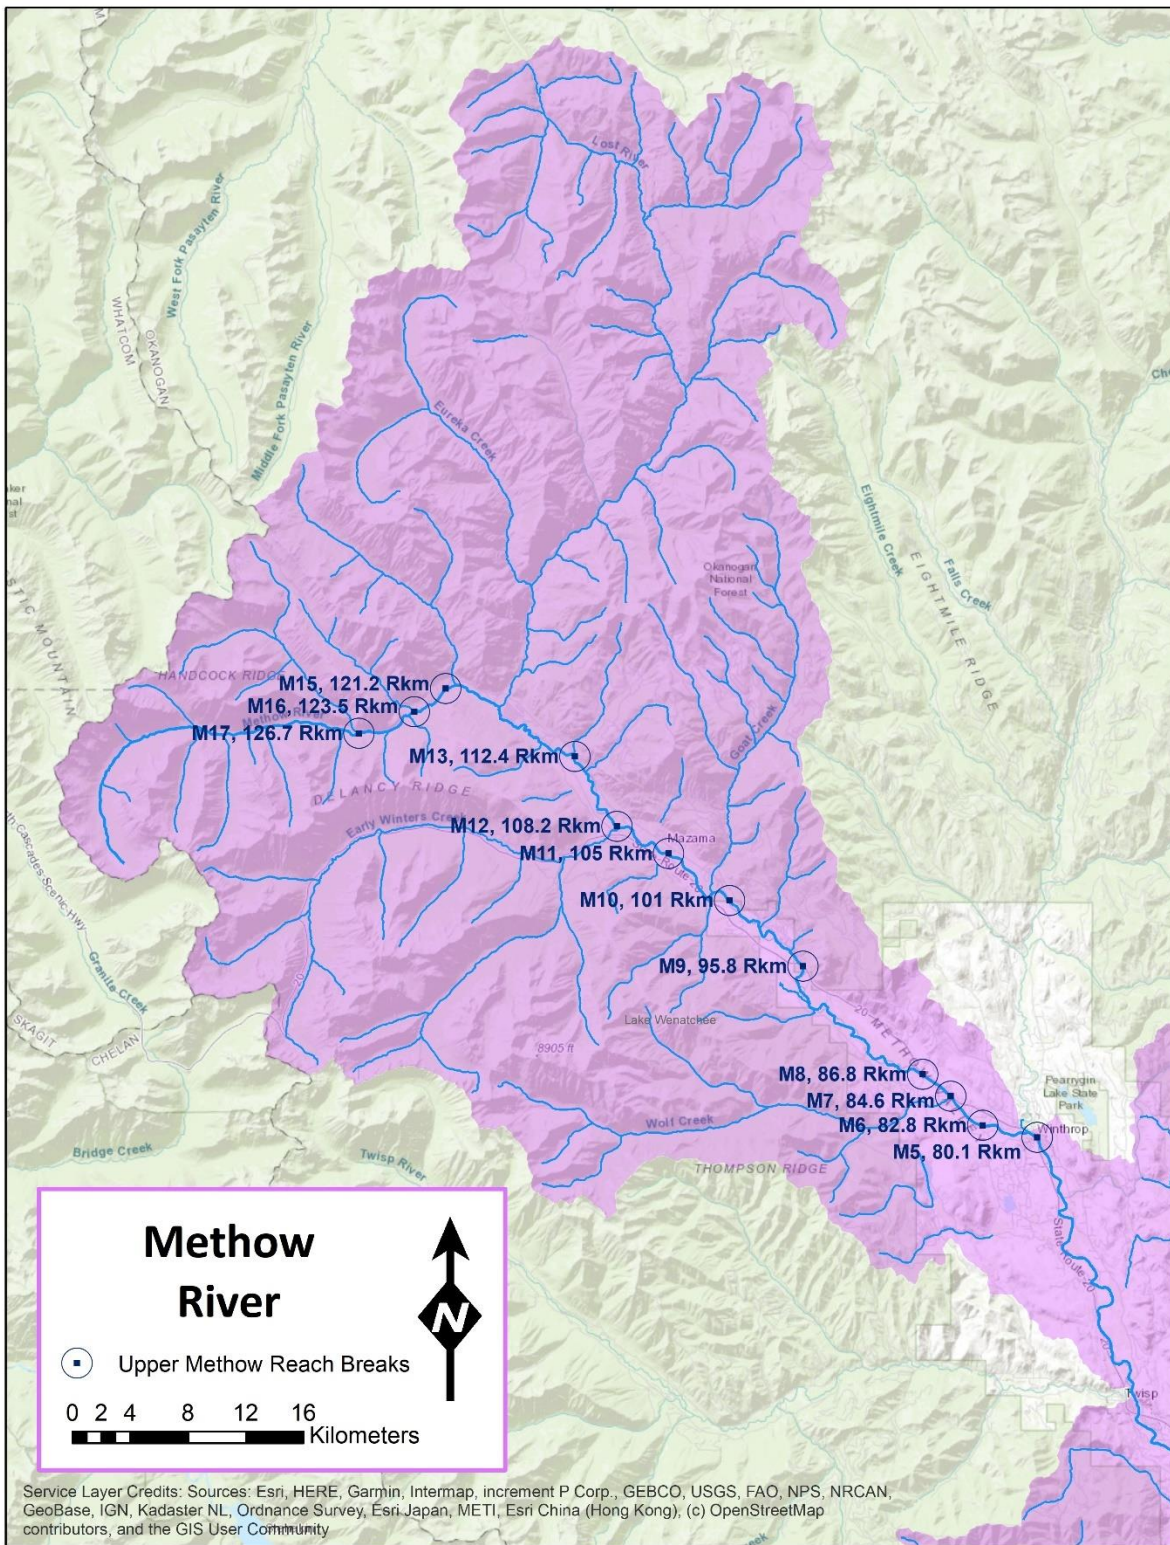 Lost River
West Fork Pasayten River
WHATCOM
OKANOGAN
Middle Fork Pasayten River
Eureka Creek
Eightmile Creek
Falls Creek
EIGHTMILE RIDGE
Okanogan
National
Forest
HANDCOCK RIDGE
Methow River
M15, 121.2 Rkm
M16, 123.5 Rkm
M17, 126.7 Rkm
M13, 112.4 Rkm
Goat Creek
DELANCY RIDGE
Early Winters Creek
M12, 108.2 Rkm
Mazama
M11, 105 Rkm
M10, 101 Rkm
M9, 95.8 Rkm
20
Granite Creek
SKAGIT
CHELAN
Lake Wenatchee
8905 ft
20
METH
M8, 86.8 Rkm
M7, 84.6 Rkm
M6, 82.8 Rkm
M5, 80.1 Rkm
Pearrygin
Lake State
Park
Winthrop
Wolf Creek
Bridge Creek
Twisp River
THOMPSON RIDGE
State Route 20
20
Twisp
Methow
River
N
Upper Methow Reach Breaks
0 2 4 8 12 16
Kilometers
Service Layer Credits: Sources: Esri, HERE, Garmin, Intermap, increment P Corp., GEBCO, USGS, FAO, NPS, NRCAN,
GeoBase, IGN, Kadaster NL, Ordnance Survey, Esri Japan, METI, Esri China (Hong Kong), (c) OpenStreetMap
contributors, and the GIS User Community